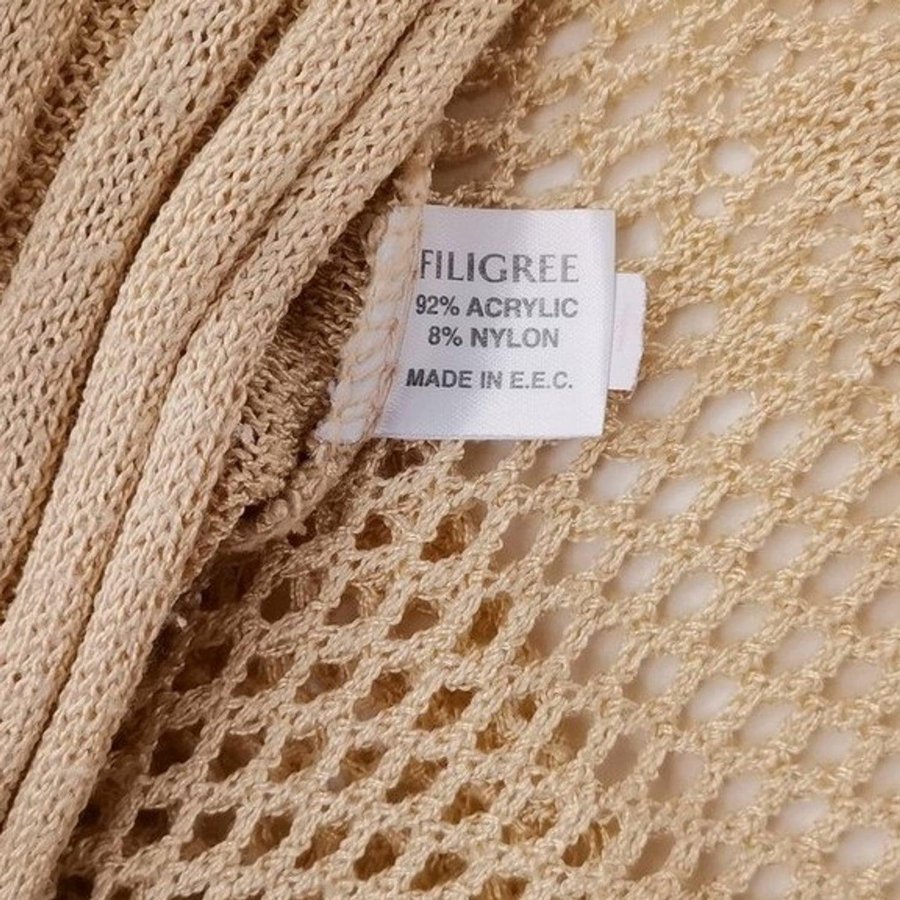 FILIGREE
92% ACRYLIC
8% NYLON
MADE IN E.E.C.